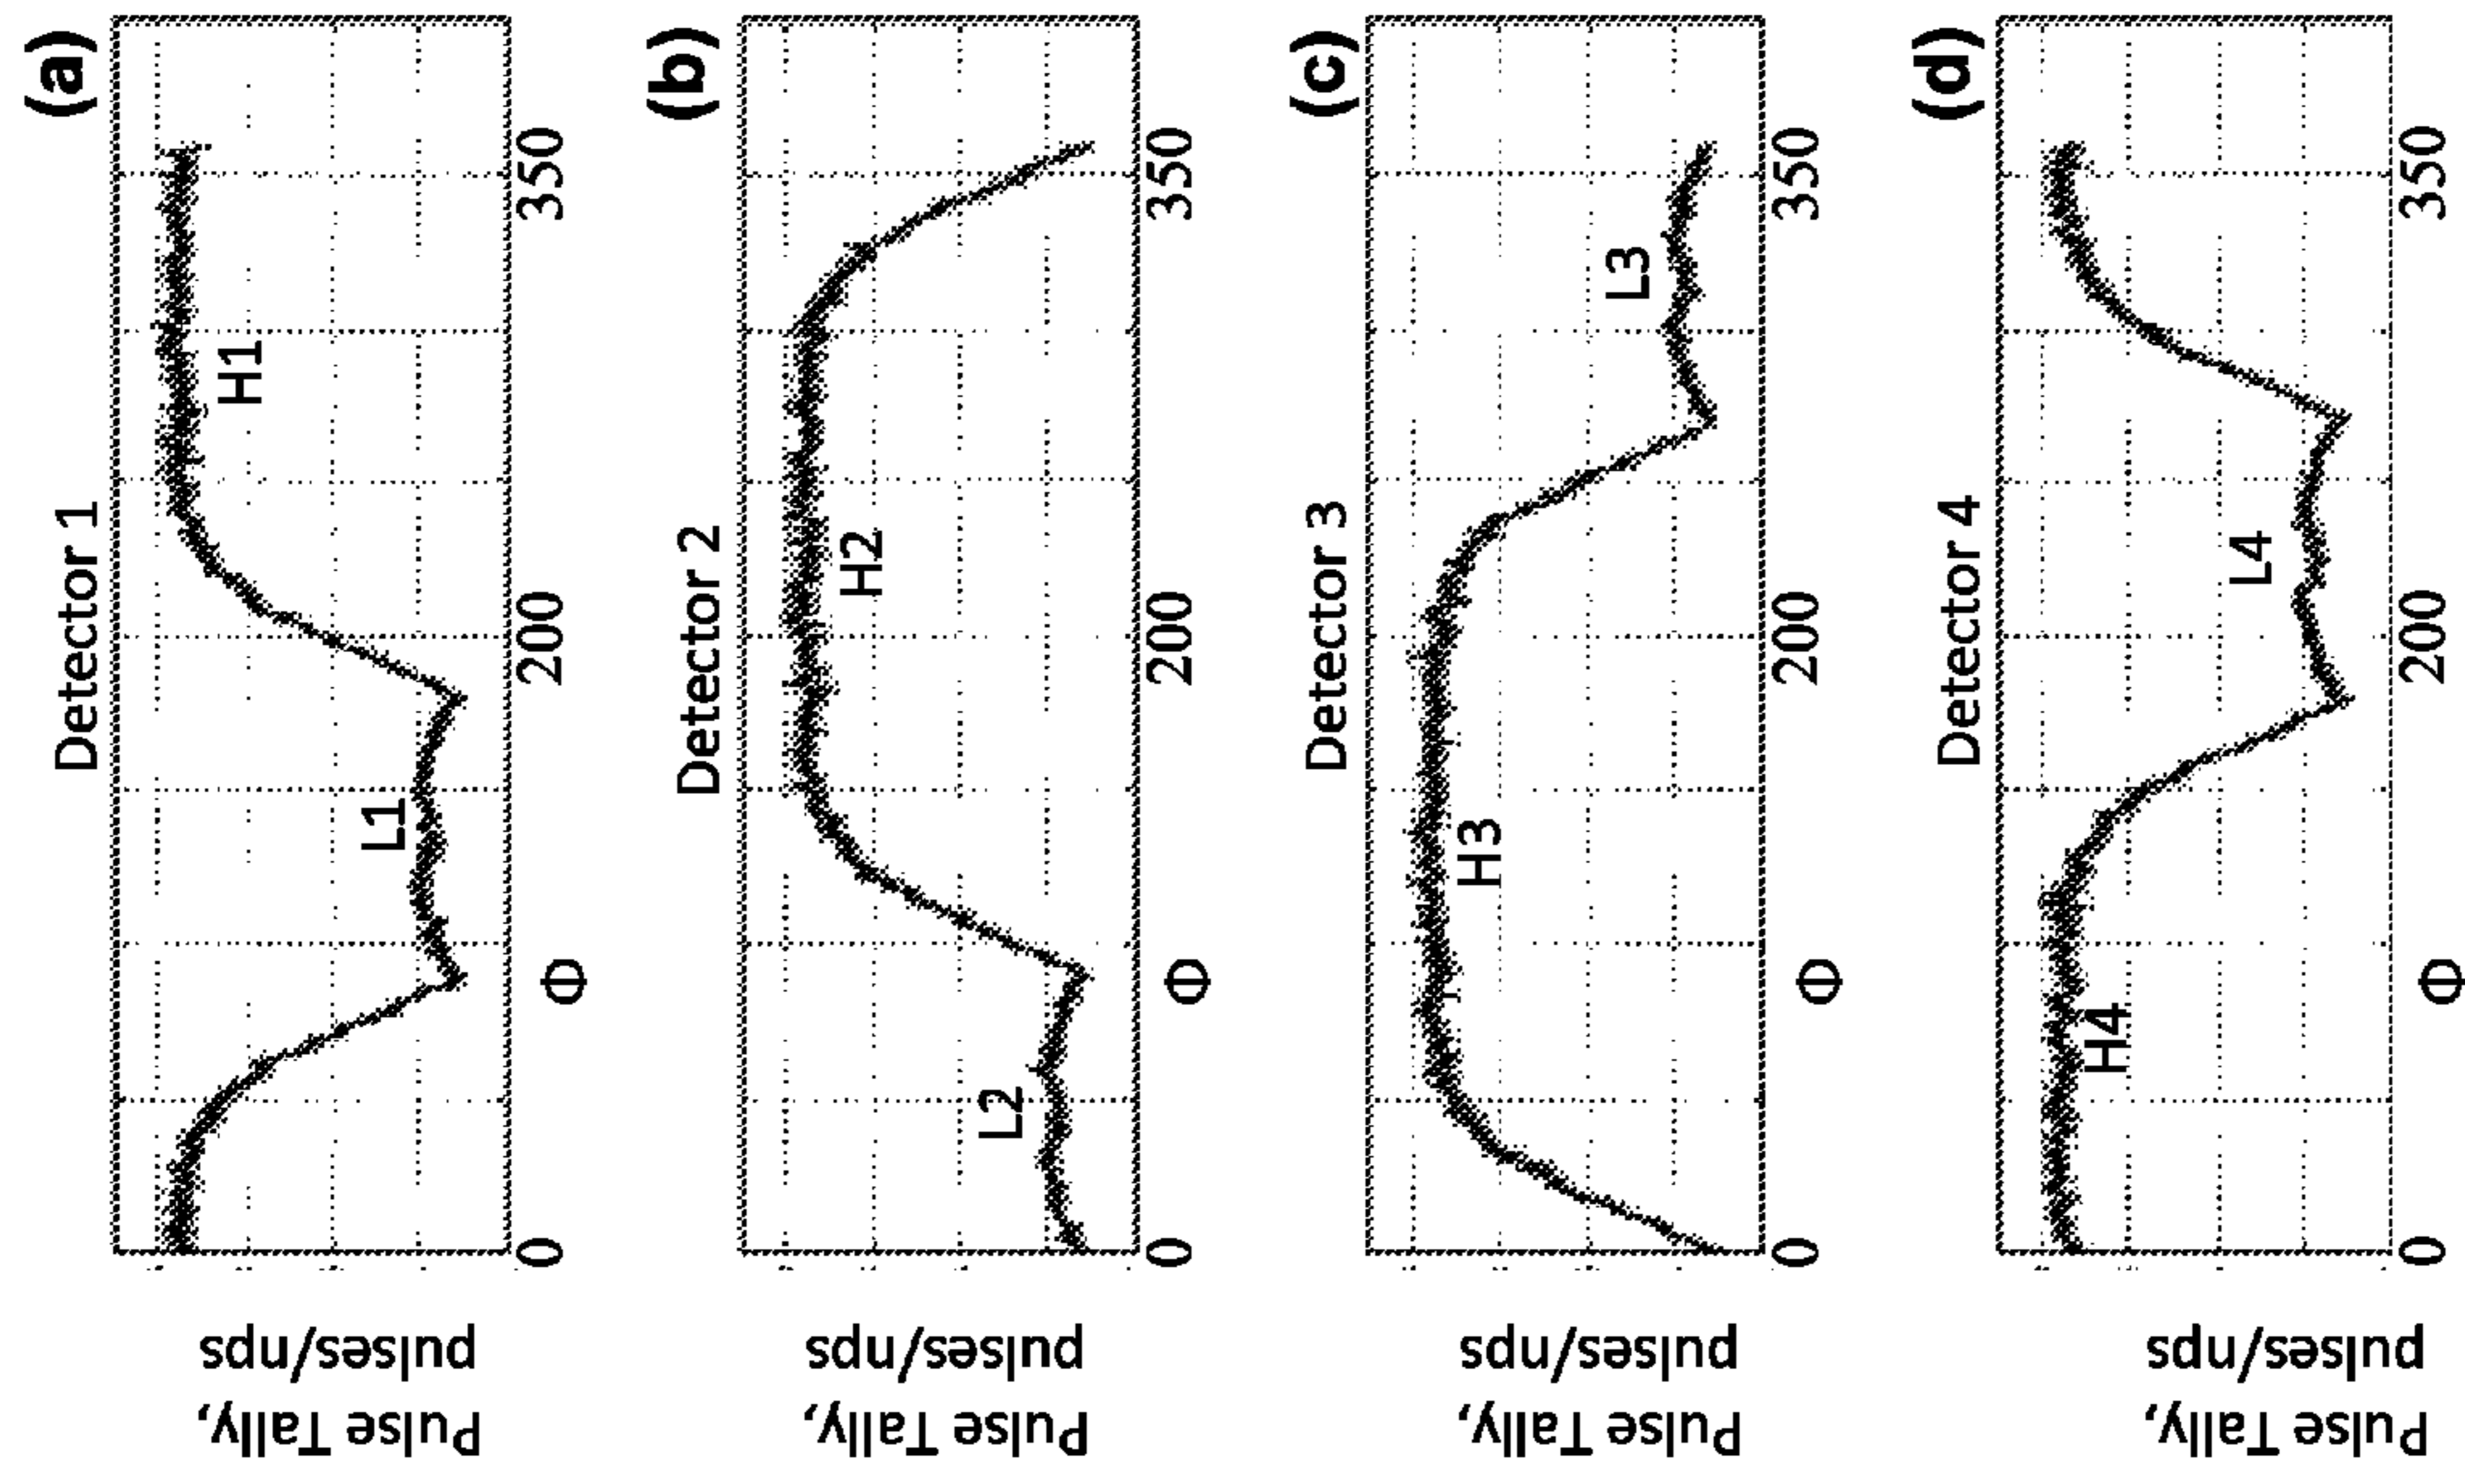 (a)
Detector 1
Pulse Tally,
pulses/nps
H1
L1
0
200
350
Φ
(b)
Detector 2
Pulse Tally,
pulses/nps
H2
L2
0
200
350
Φ
(c)
Detector 3
Pulse Tally,
pulses/nps
H3
L3
0
200
350
Φ
(d)
Detector 4
Pulse Tally,
pulses/nps
H4
L4
0
200
350
Φ